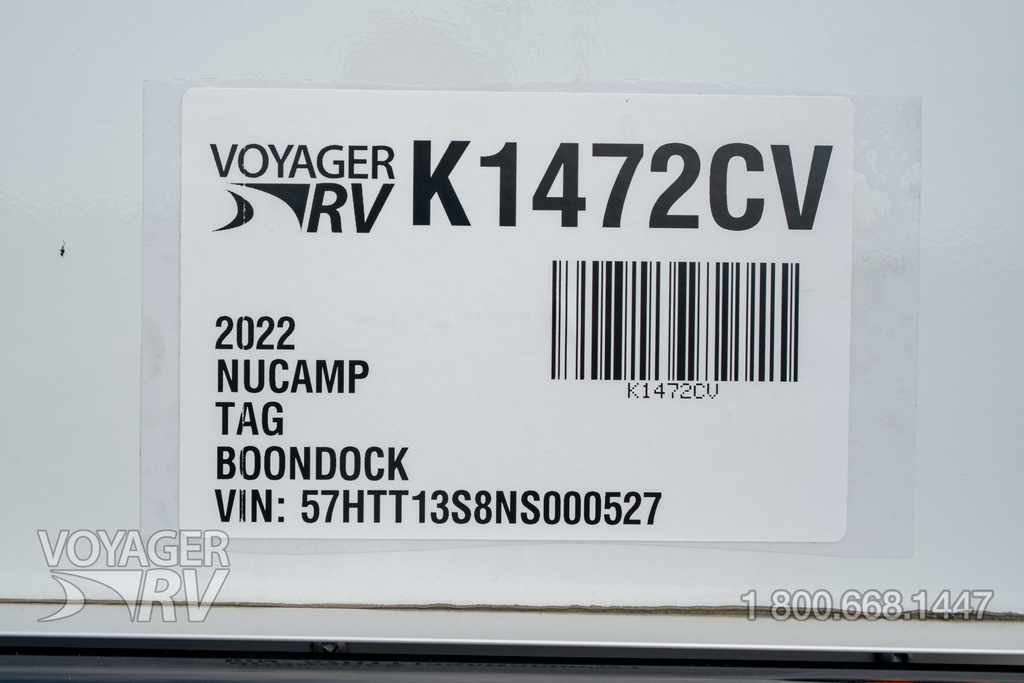 VOYAGER
RV
K1472CV
K1472CV
2022
NUCAMP
TAG
BOONDOCK
VIN: 57HTT13S8NS000527
VOYAGER
RV
1 800.668.1447